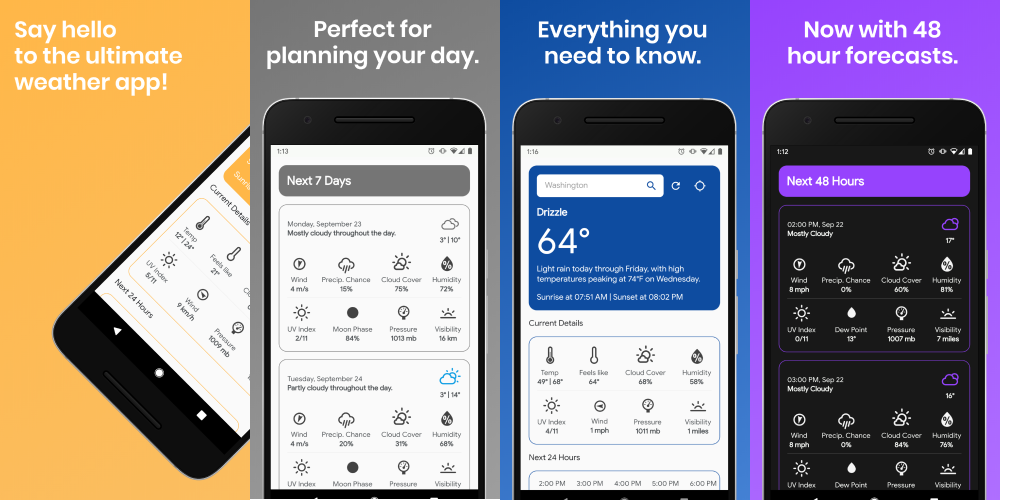 Say hello
to the ultimate
weather app!
Sunris
Current Details
Temp
12° | 24°
Feels like
21°
UV Index
5/11
Wind
9 km/h
Pressure
1009 mb
Next 24 Hours
Perfect for
planning your day.
1:13
Next 7 Days
Monday, September 23
Mostly cloudy throughout the day.
3° | 10°
Wind Precip. Chance Cloud Cover Humidity
4 m/s 15% 75% 72%
UV Index Moon Phase Pressure Visibility
2/11 84% 1013 mb 16 km
Tuesday, September 24
Partly cloudy throughout the day.
3° | 14°
Wind Precip. Chance Cloud Cover Humidity
4 m/s 20% 31% 68%
UV Index Moon Phase Pressure Visibility
Everything you
need to know.
1:16
Washington
Drizzle
64°
Light rain today through Friday, with high
temperatures peaking at 74°F on Wednesday.
Sunrise at 07:51 AM | Sunset at 08:02 PM
Current Details
Temp Feels like Cloud Cover Humidity
49° | 68° 64° 68% 58%
UV Index Wind Pressure Visibility
4/11 1 mph 1011 mb 1 miles
Next 24 Hours
2:00 PM 3:00 PM 4:00 PM 5:00 PM 6:00 PM
Now with 48
hour forecasts.
1:12
Next 48 Hours
02:00 PM, Sep 22
Mostly Cloudy
17°
Wind Precip. Chance Cloud Cover Humidity
8 mph 0% 60% 81%
UV Index Dew Point Pressure Visibility
0/11 13° 1007 mb 7 miles
03:00 PM, Sep 22
Mostly Cloudy
16°
Wind Precip. Chance Cloud Cover Humidity
8 mph 0% 84% 76%
UV Index Dew Point Pressure Visibility